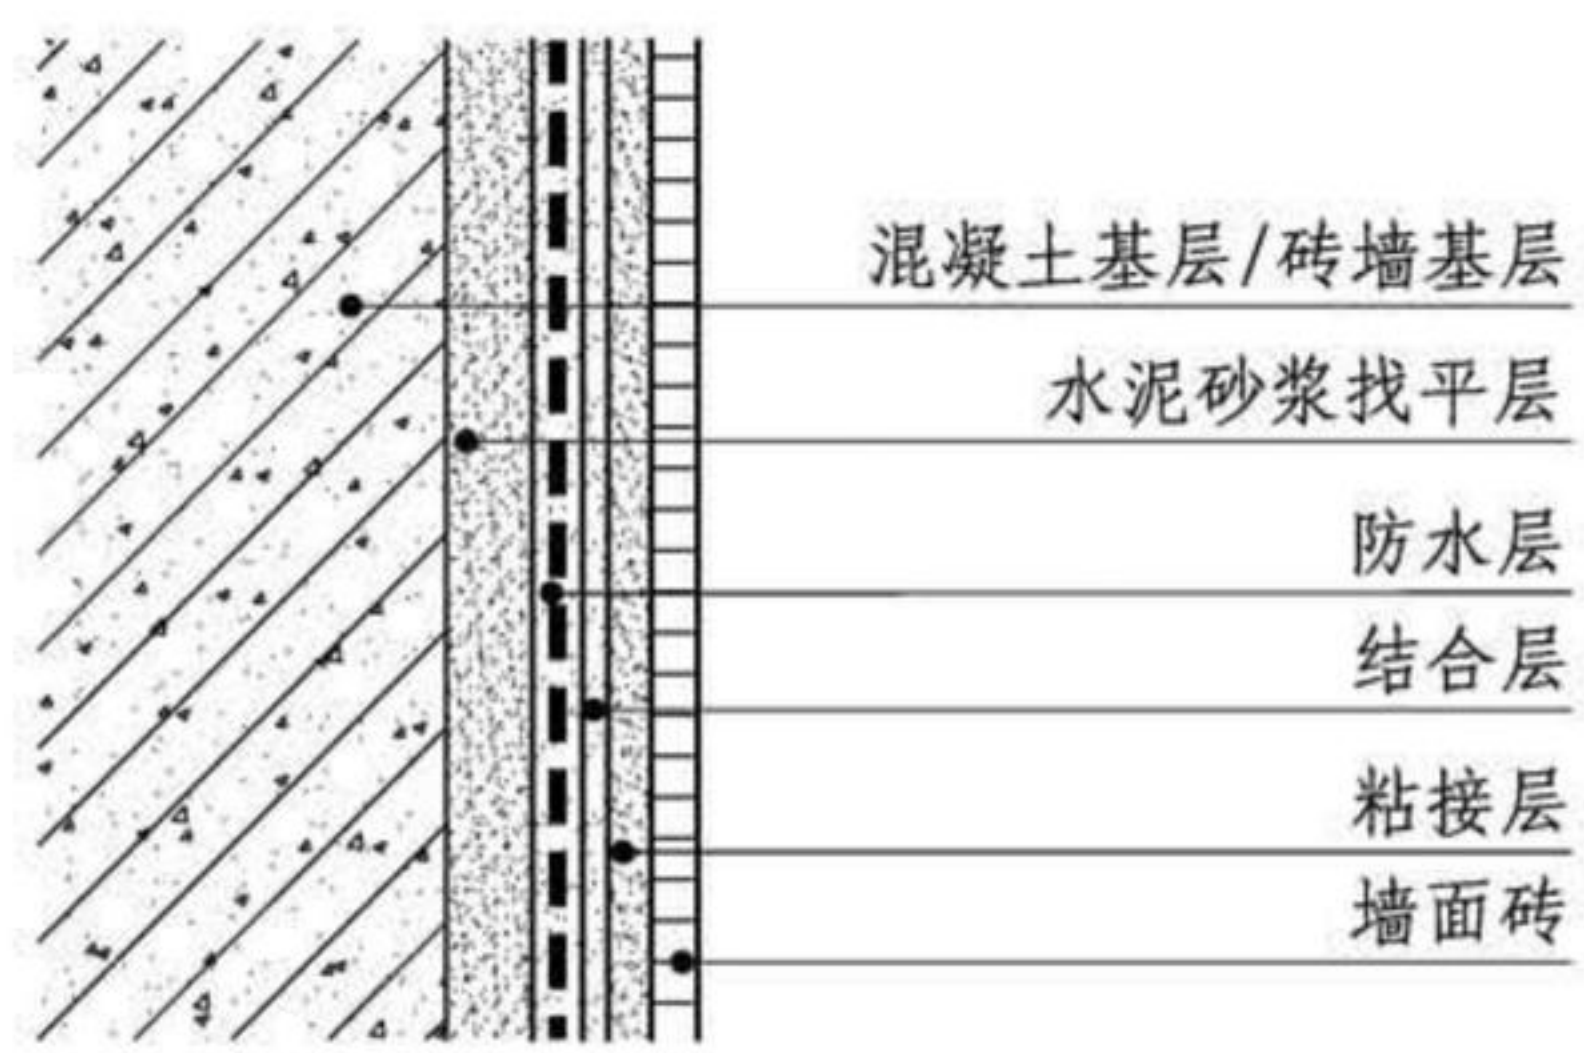 混凝土基层/砖墙基层
水泥砂浆找平层
防水层
结合层
粘接层
墙面砖